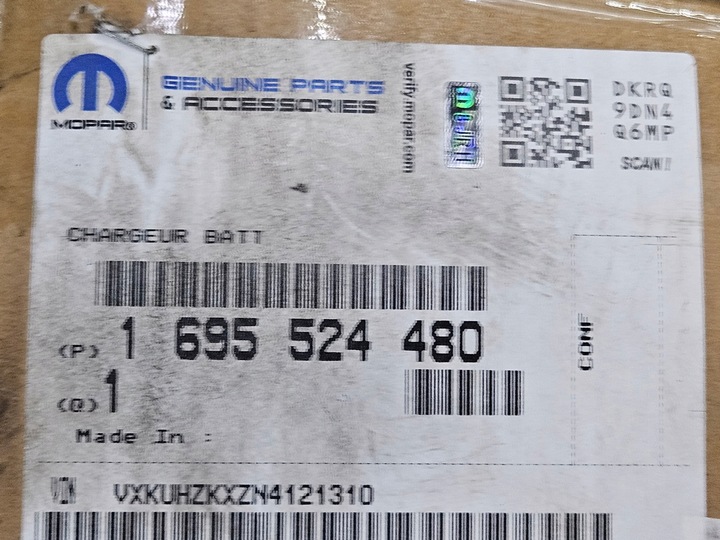 MOPAR®
GENUINE PARTS
& ACCESSORIES
verify.mopar.com
DKRQ
9DN4
Q6MP
SCAN!
CHARGEUR BATT
(P) 1 695 524 480
CONF
(Q) 1
Made In :
VIN VXKUHZKXZN4121310